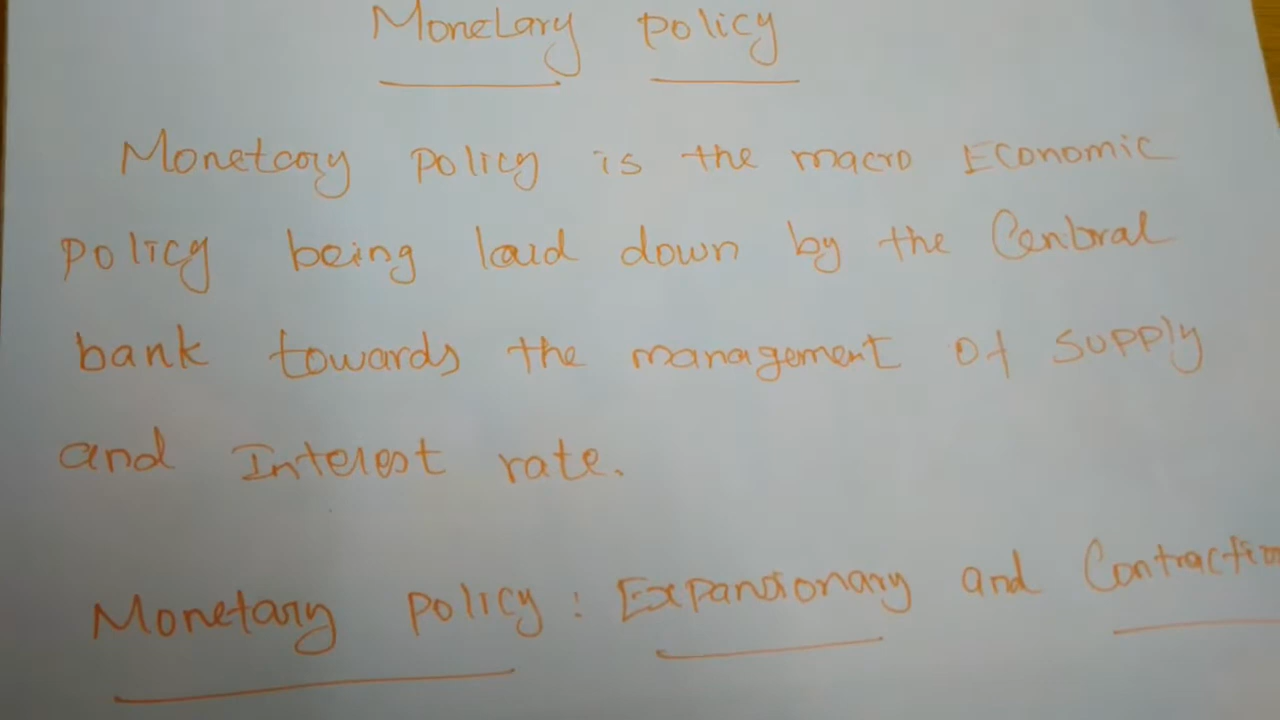 Monetary policy
Monetary policy is the macro Economic
policy being laid down by the Central
bank towards the management of supply
and Interest rate.
Monetary policy : Expansionary and Contraction